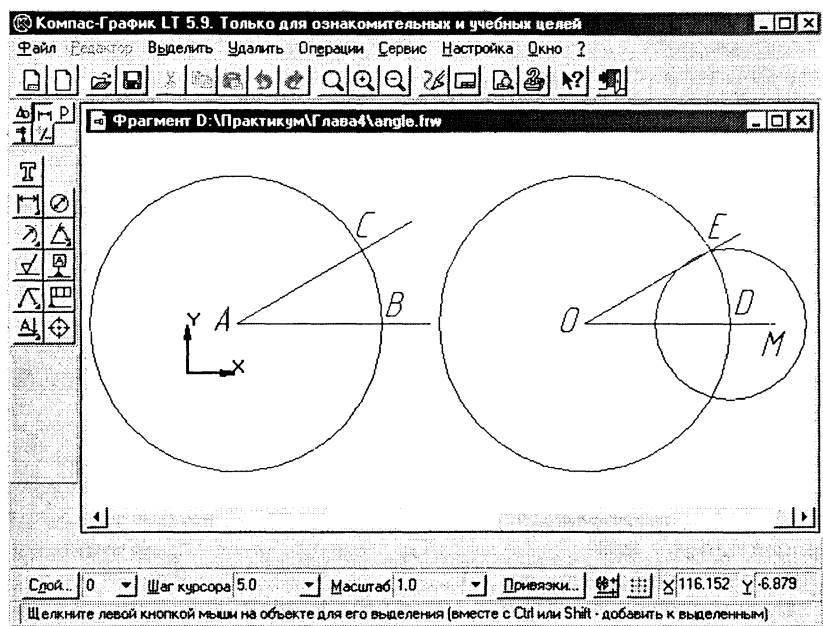 Компас-График LT 5.9. Только для ознакомительных и учебных целей
Файл Редактор Выделить Удалить Операции Сервис Настройка Окно ?
Фрагмент D:\Практикум\Глава4\angle.frw
C
E
Y A B
O D
X
M
Слой... 0 Шаг курсора 5.0 Масштаб 1.0 Привязки... X 116.152 Y -6.879
Щелкните левой кнопкой мыши на объекте для его выделения (вместе с Ctrl или Shift - добавить к выделенным)